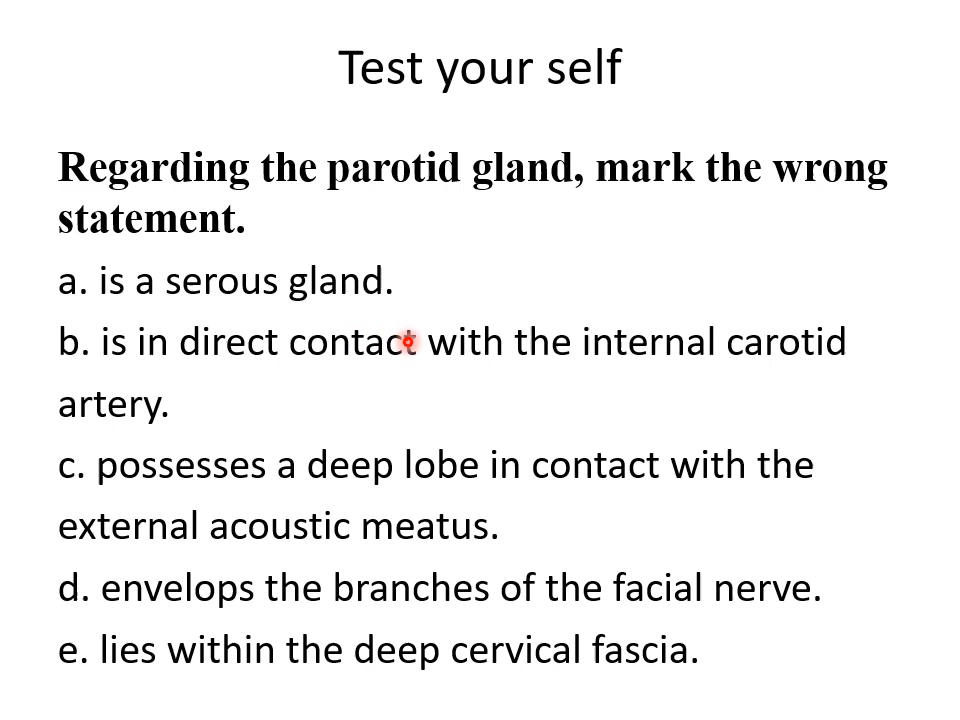 Test your self
Regarding the parotid gland, mark the wrong
statement.
a. is a serous gland.
b. is in direct contact with the internal carotid
artery.
c. possesses a deep lobe in contact with the
external acoustic meatus.
d. envelops the branches of the facial nerve.
e. lies within the deep cervical fascia.